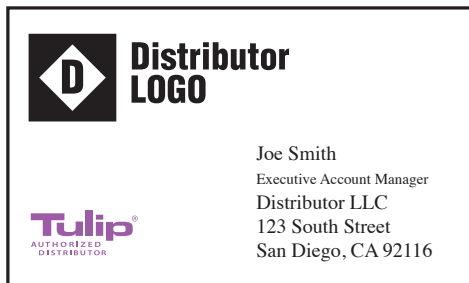 D
Distributor
LOGO
Joe Smith
Executive Account Manager
Distributor LLC
123 South Street
San Diego, CA 92116
Tulip®
AUTHORIZED
DISTRIBUTOR